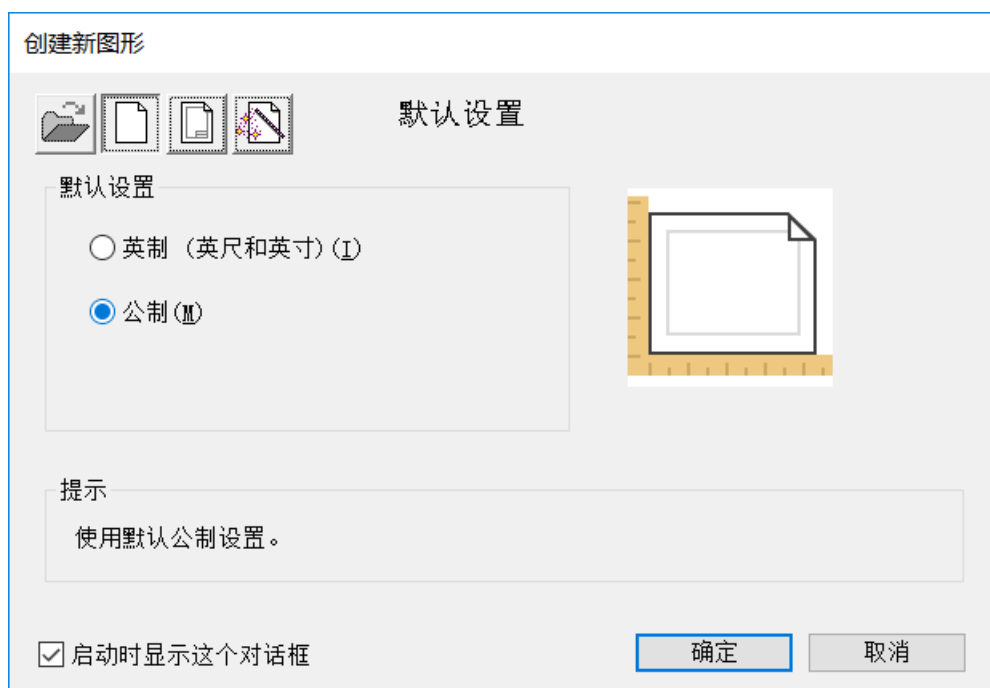 创建新图形
默认设置
默认设置
英制 (英尺和英寸)(I)
公制(M)
提示
使用默认公制设置。
启动时显示这个对话框
确定
取消